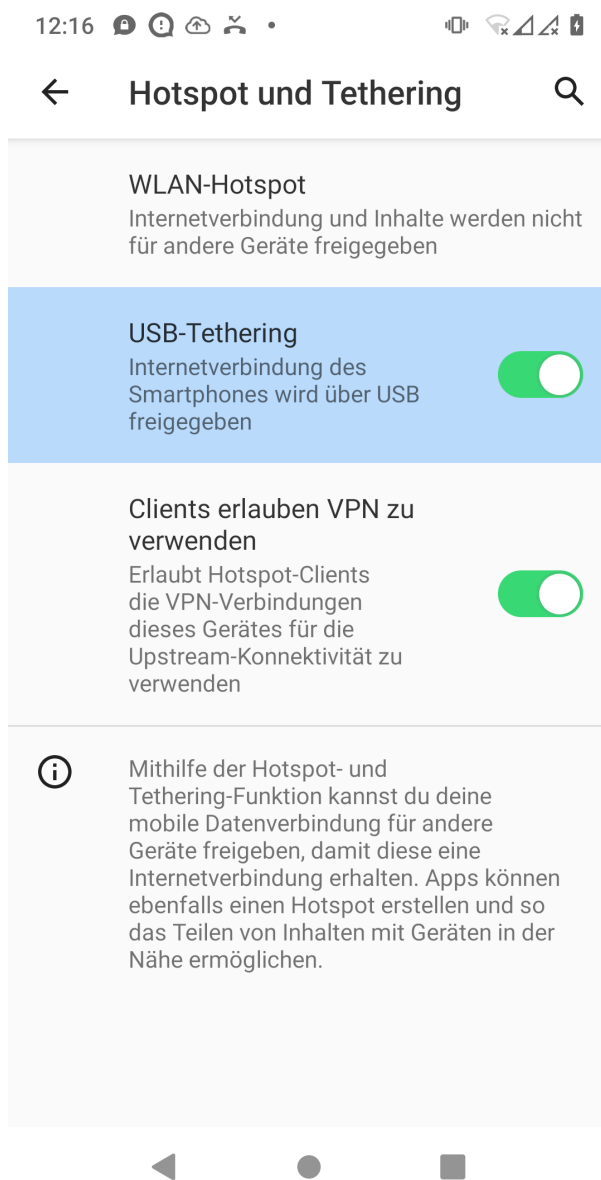 12:16
Hotspot und Tethering
WLAN-Hotspot
Internetverbindung und Inhalte werden nicht
für andere Geräte freigegeben
USB-Tethering
Internetverbindung des
Smartphones wird über USB
freigegeben
Clients erlauben VPN zu
verwenden
Erlaubt Hotspot-Clients
die VPN-Verbindungen
dieses Gerätes für die
Upstream-Konnektivität zu
verwenden
Mithilfe der Hotspot- und
Tethering-Funktion kannst du deine
mobile Datenverbindung für andere
Geräte freigeben, damit diese eine
Internetverbindung erhalten. Apps können
ebenfalls einen Hotspot erstellen und so
das Teilen von Inhalten mit Geräten in der
Nähe ermöglichen.